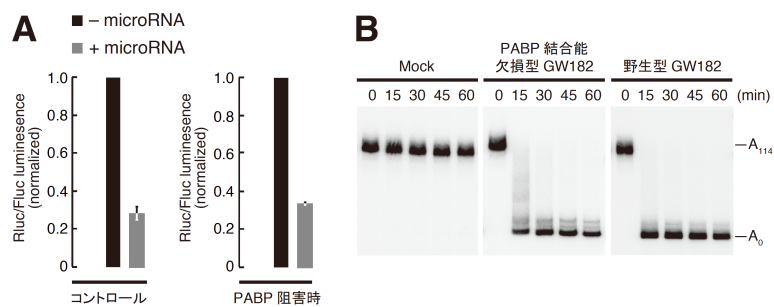 A
– microRNA
+ microRNA
Rluc/Fluc luminesence
(normalized)
1.0
0.8
0.6
0.4
0.2
0
コントロール
Rluc/Fluc luminesence
(normalized)
1.0
0.8
0.6
0.4
0.2
0
PABP 阻害時
B
Mock
PABP 結合能
欠損型 GW182
野生型 GW182
0 15 30 45 60 0 15 30 45 60 0 15 30 45 60 (min)
–A114
–A0